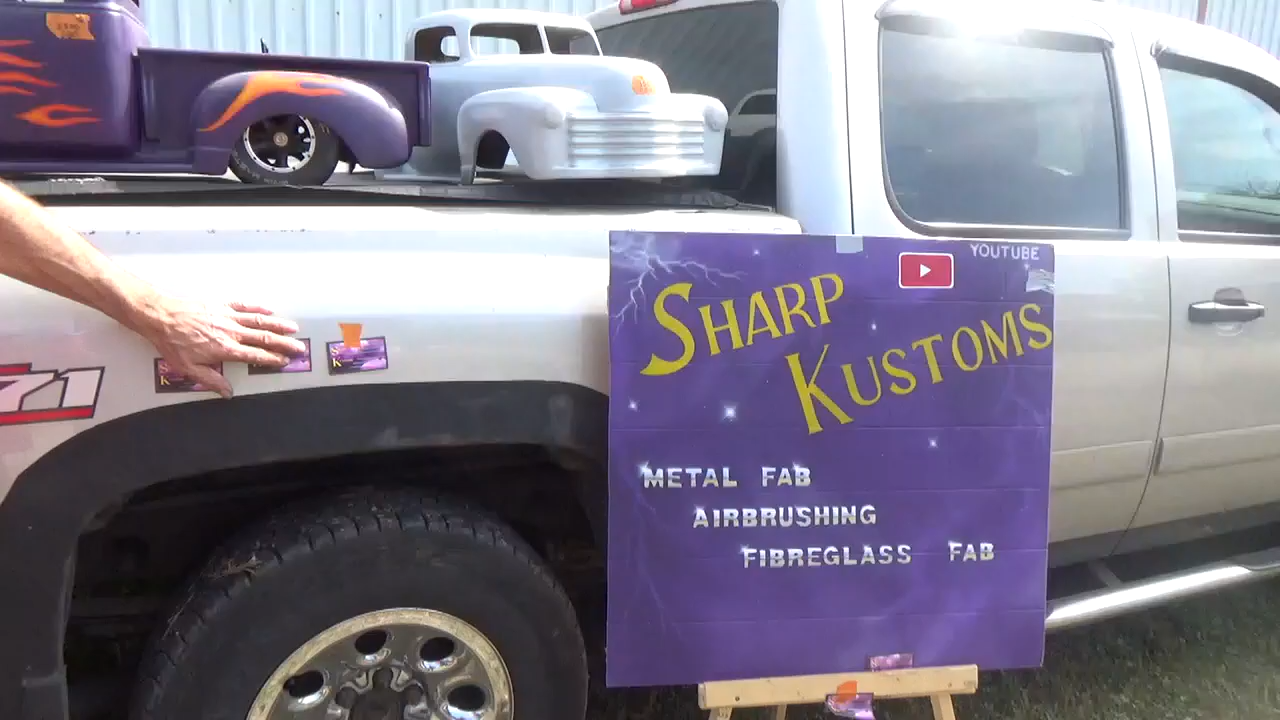 YOUTUBE
SHARP
KUSTOMS
METAL FAB
AIRBRUSHING
FIBREGLASS FAB
71